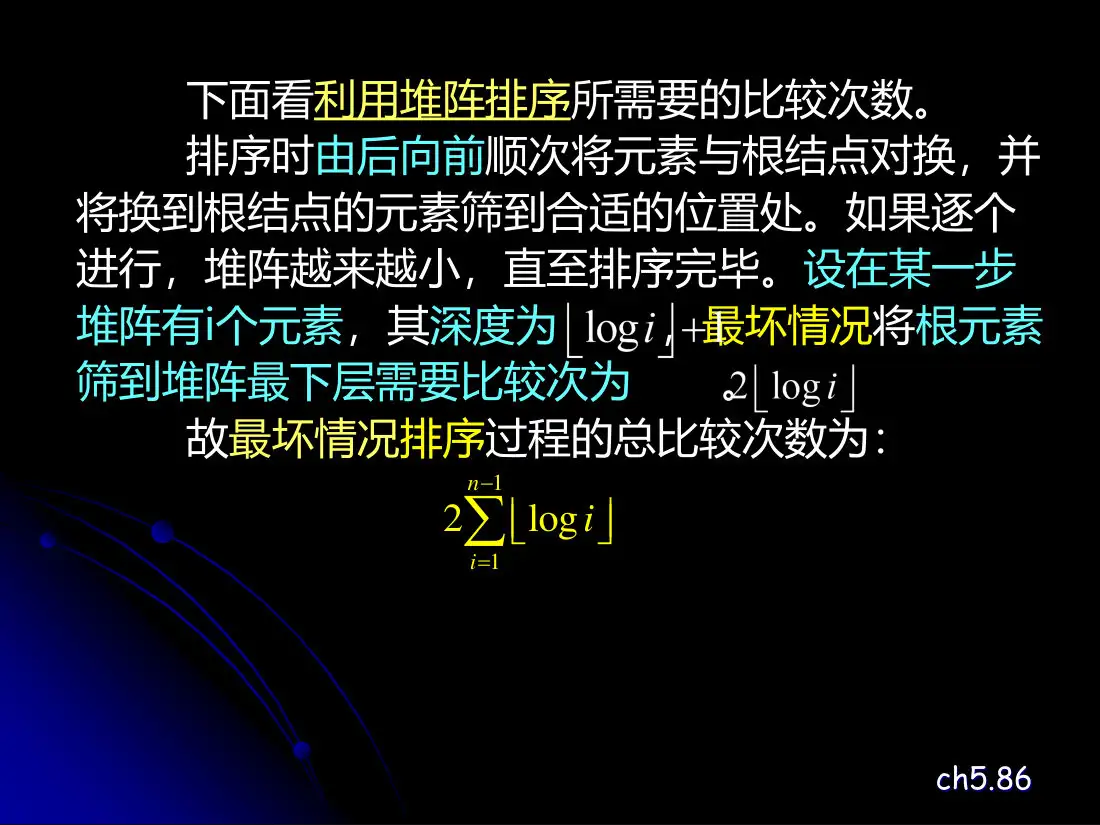 下面看利用堆阵排序所需要的比较次数。
排序时由后向前顺次将元素与根结点对换，并
将换到根结点的元素筛到合适的位置处。如果逐个
进行，堆阵越来越小，直至排序完毕。设在某一步
堆阵有i个元素，其深度为⌊log i⌋+1，最坏情况将根元素
筛到堆阵最下层需要比较次为2⌊log i⌋。
故最坏情况排序过程的总比较次数为：
2∑_{i=1}^{n−1}⌊log i⌋
ch5.86